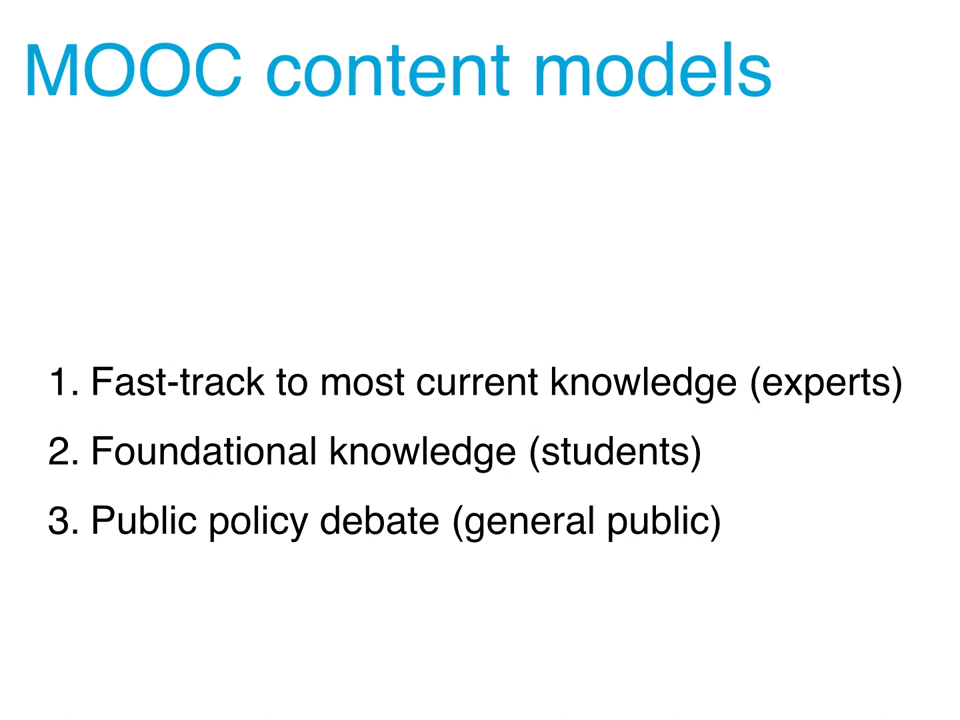 MOOC content models
1. Fast-track to most current knowledge (experts)
2. Foundational knowledge (students)
3. Public policy debate (general public)